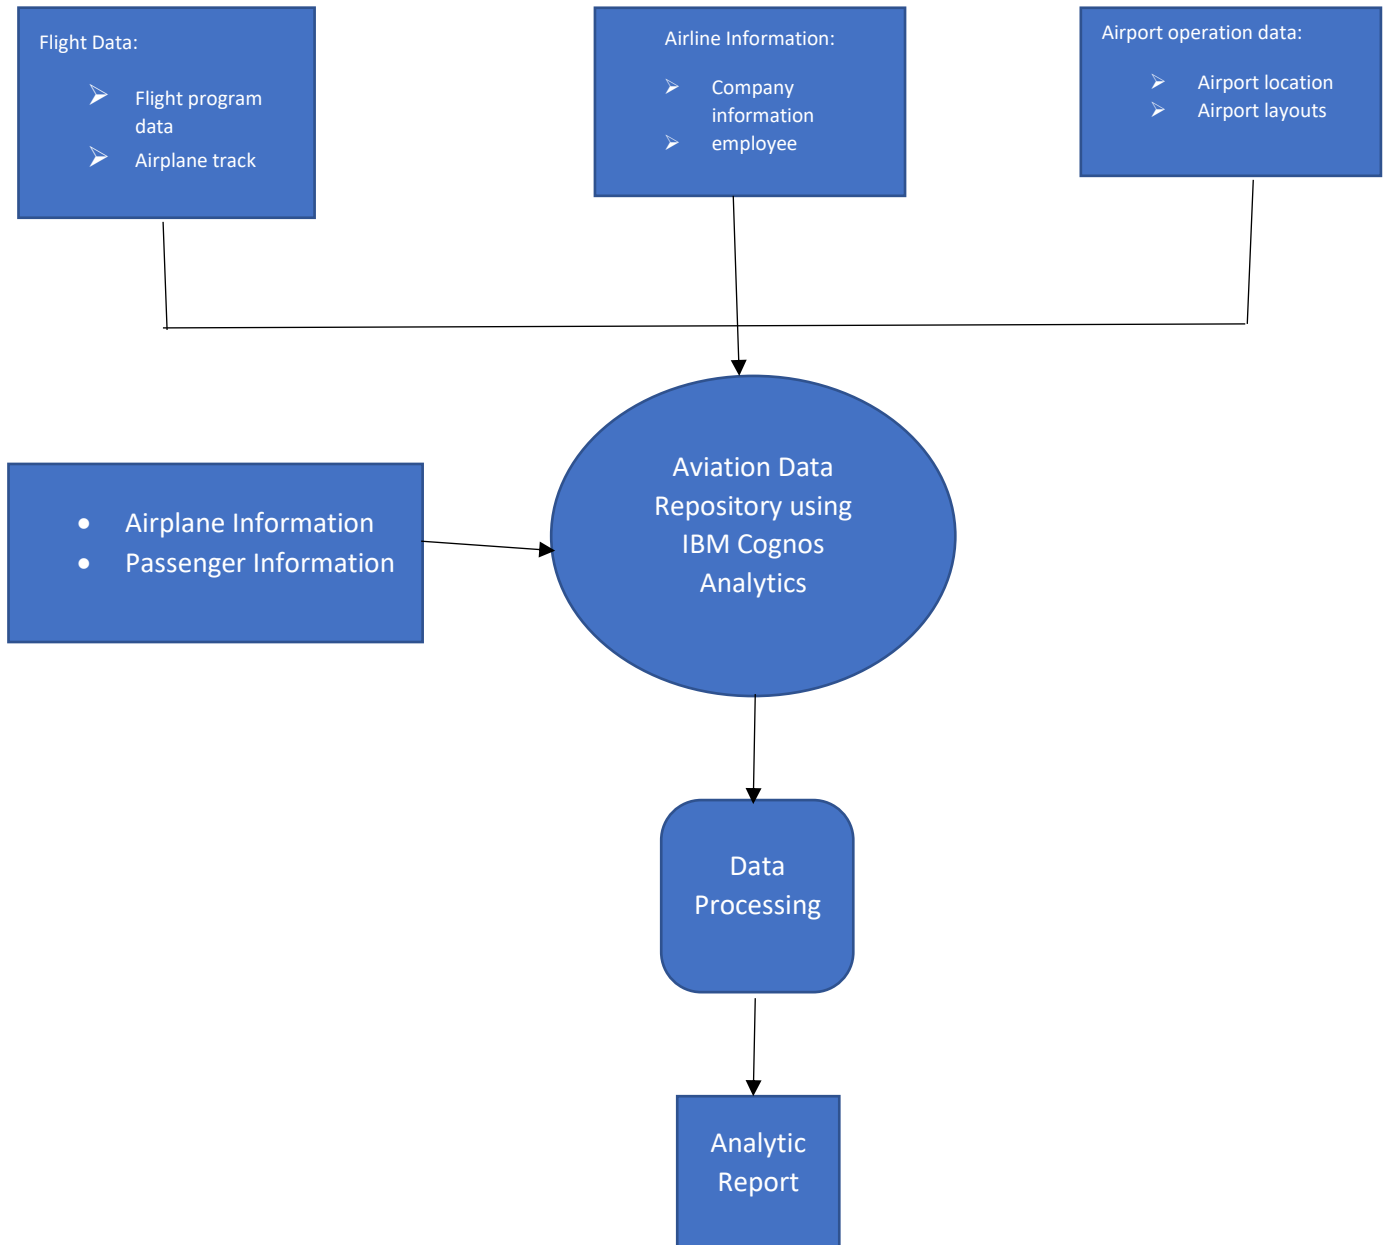 Flight Data:
Flight program
data
Airplane track
Airline Information:
Company
information
employee
Airport operation data:
Airport location
Airport layouts
Aviation Data
Repository using
IBM Cognos
Analytics
Airplane Information
Passenger Information
Data
Processing
Analytic
Report